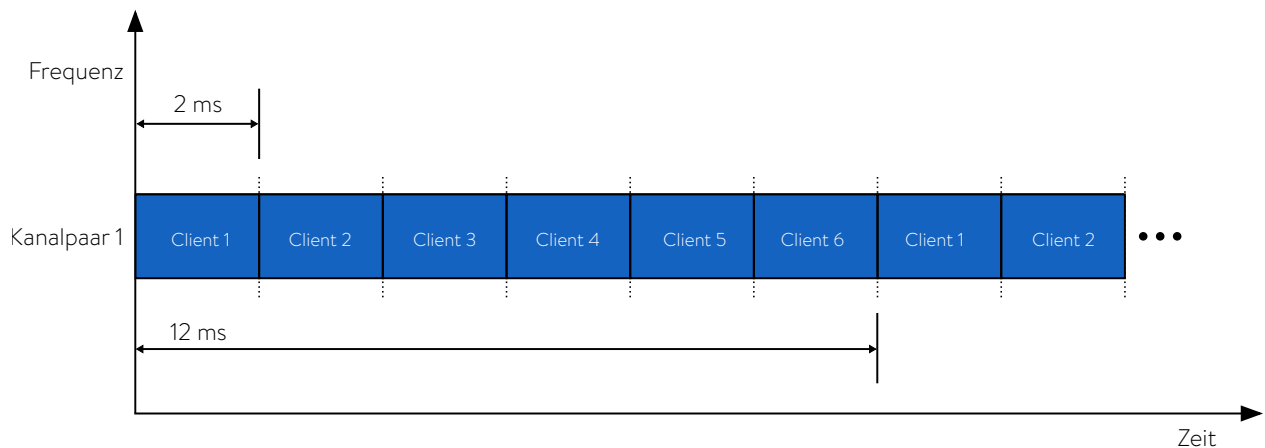 Frequenz
2 ms
Kanalpaar 1
Client 1
Client 2
Client 3
Client 4
Client 5
Client 6
Client 1
Client 2
12 ms
Zeit